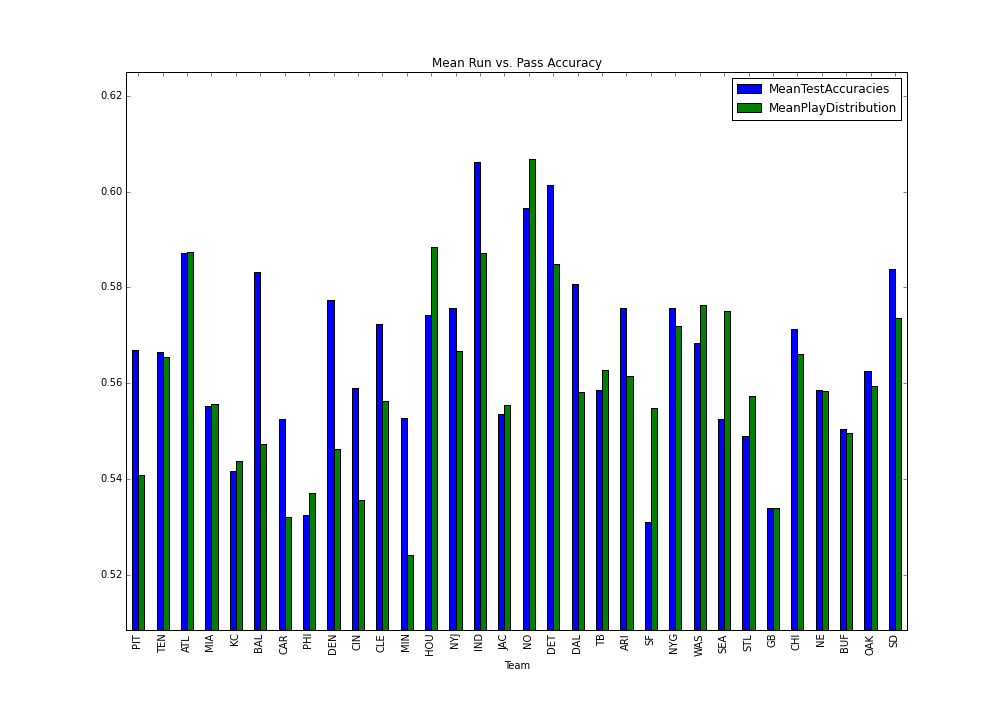 Mean Run vs. Pass Accuracy
MeanTestAccuracies
MeanPlayDistribution
0.62
0.60
0.58
0.56
0.54
0.52
PIT
TEN
ATL
MIA
KC
BAL
CAR
PHI
DEN
CIN
CLE
MIN
HOU
NYJ
IND
JAC
NO
DET
DAL
TB
ARI
SF
NYG
WAS
SEA
STL
GB
CHI
NE
BUF
OAK
SD
Team